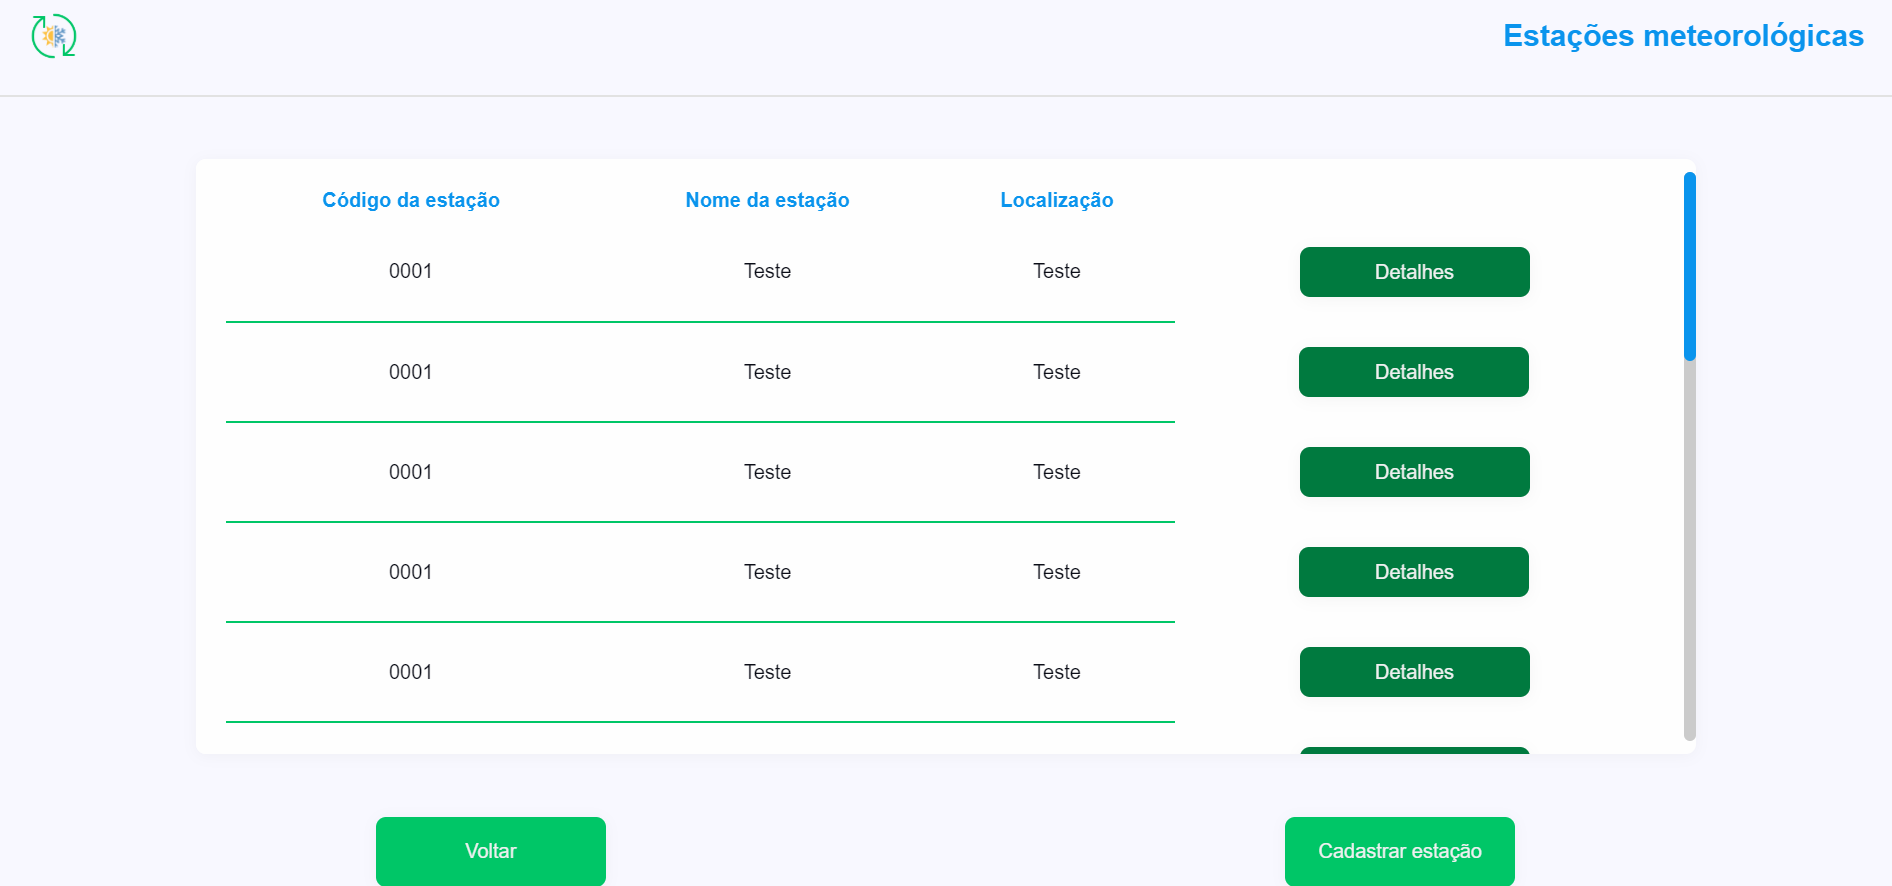 Estações meteorológicas
Código da estação Nome da estação Localização
0001 Teste Teste Detalhes
0001 Teste Teste Detalhes
0001 Teste Teste Detalhes
0001 Teste Teste Detalhes
0001 Teste Teste Detalhes
Voltar Cadastrar estação